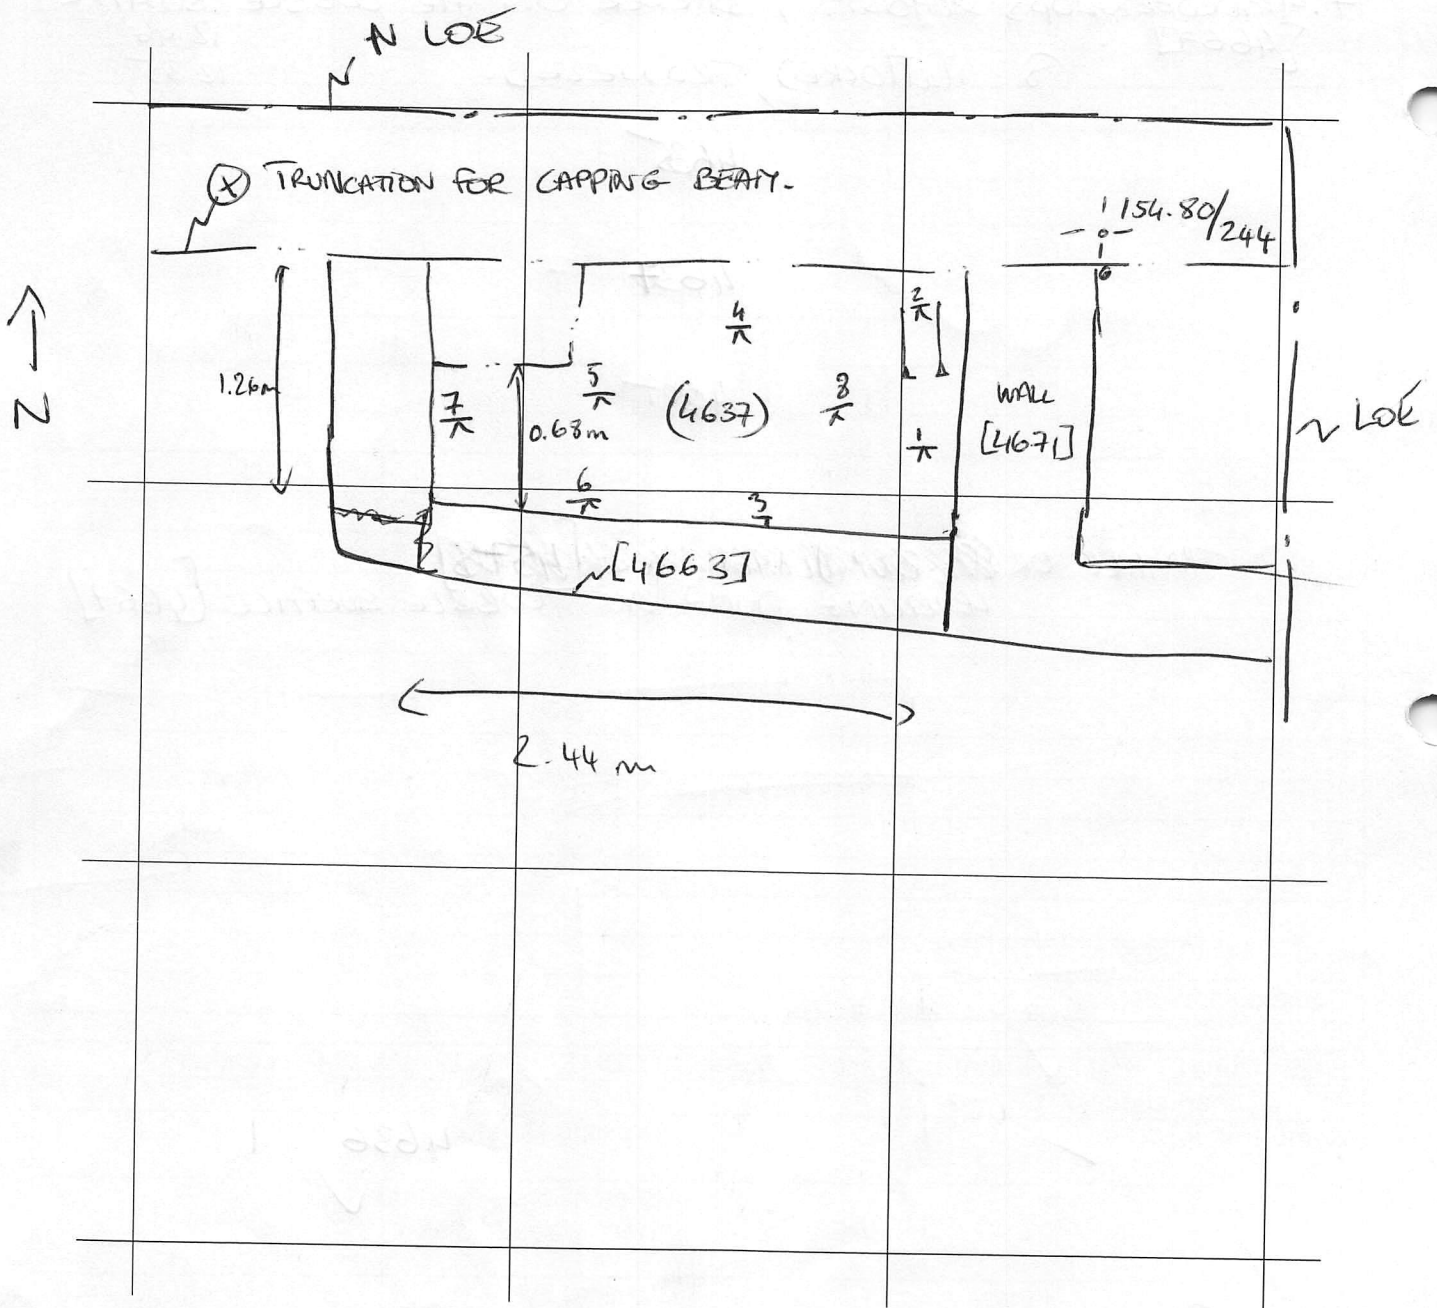 N LOE
Ⓧ TRUNCATION FOR CAPPING BEAM.
154.80/244
N
1.26m
2
4
5
7
8
(4637)
0.68m
1
WALL
[4671]
LOE
6
3
[4663]
2.44 m